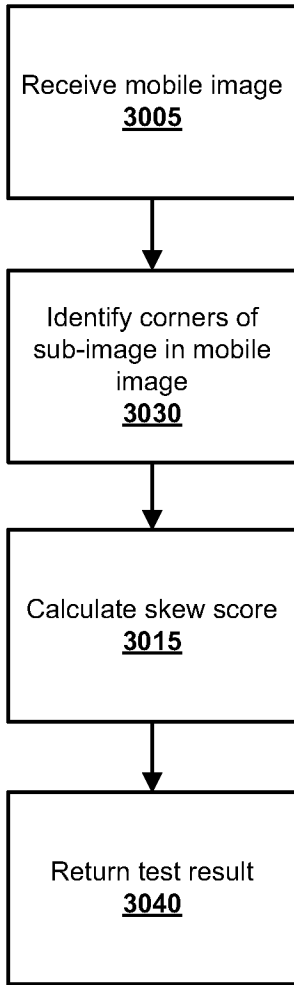 Receive mobile image
3005
Identify corners of
sub-image in mobile
image
3030
Calculate skew score
3015
Return test result
3040